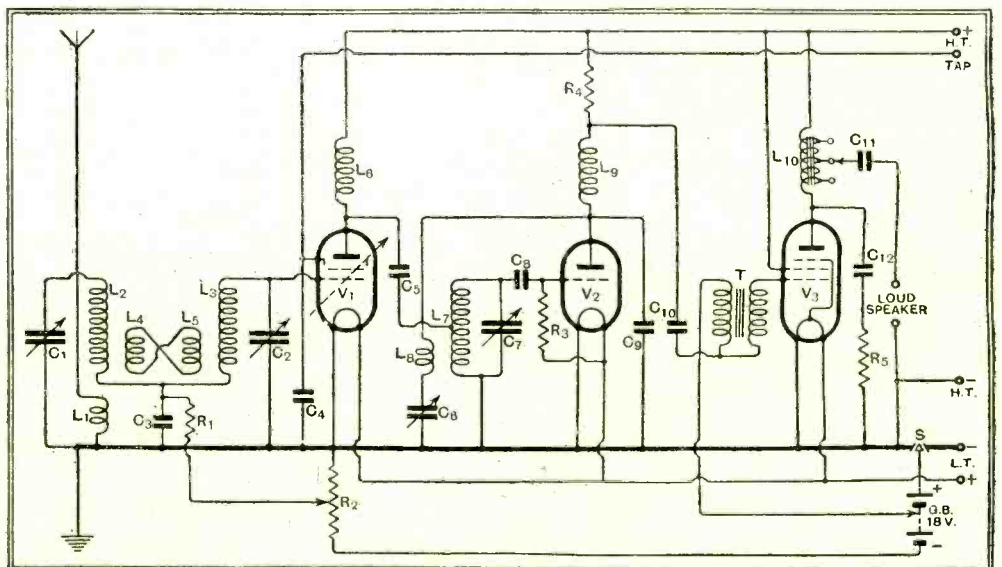 +
H.T.
TAP
R4
L6
L9
L10
C11
V1
V2
V3
C5
C8
C12
L2
L3
L4
L5
L7
T
LOUD
SPEAKER
C1
C2
R3
C10
C7
C9
L8
R5
C6
L1
C3
R1
C4
−
H.T.
S
−
L.T.
+
R2
+
G.B.
18 V.
−